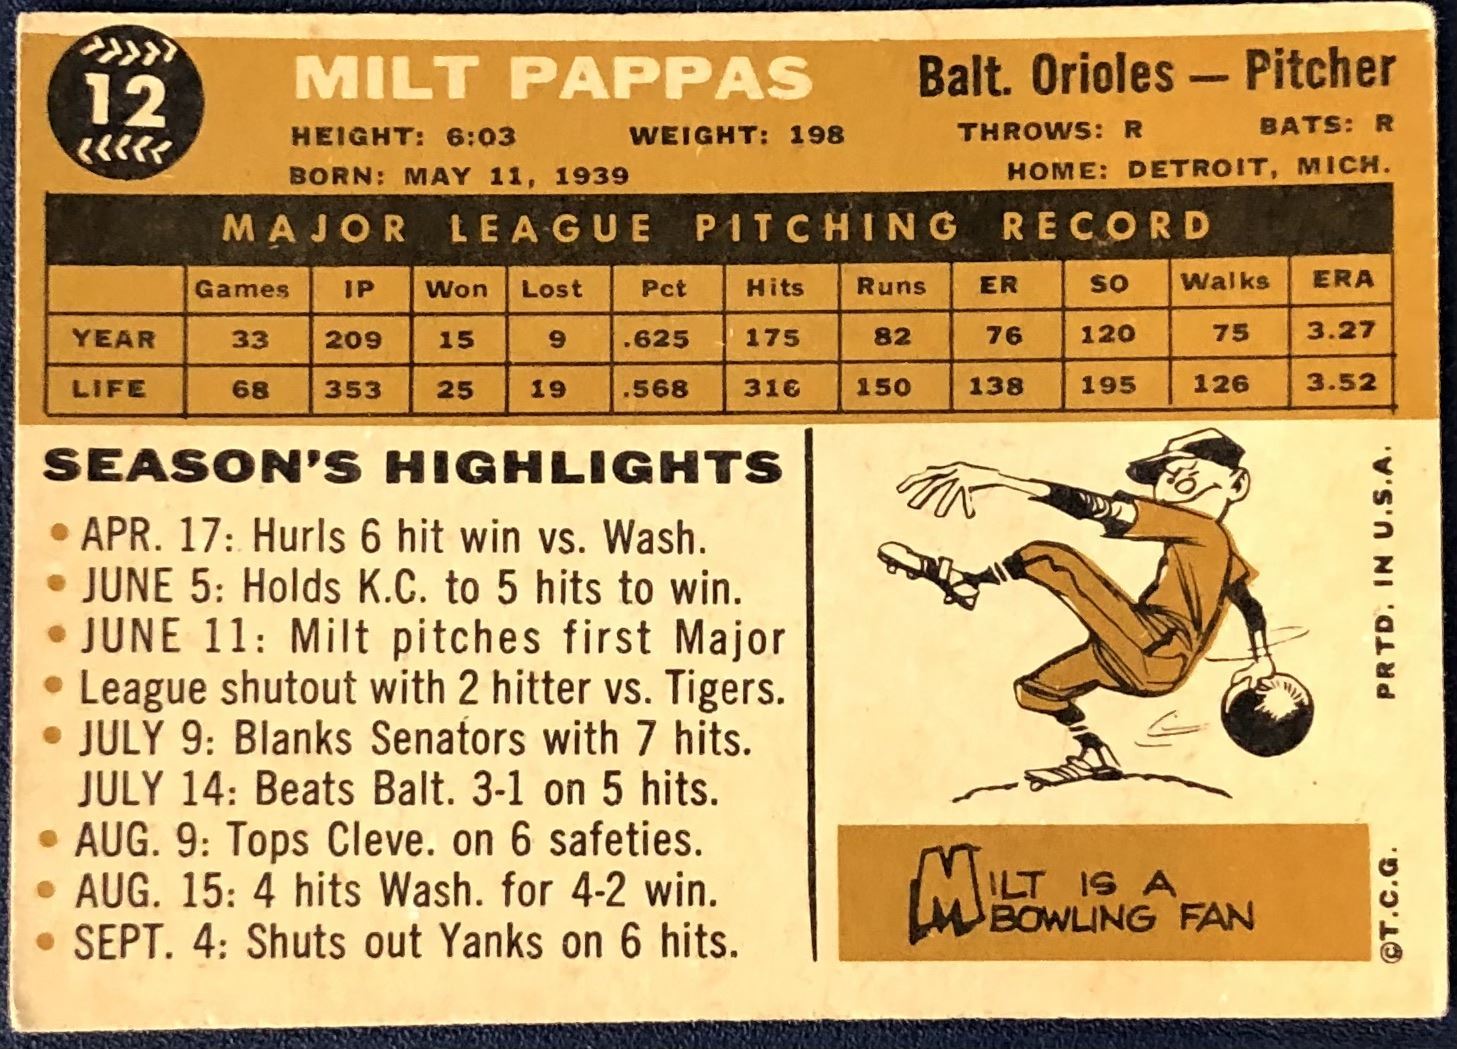 12
MILT PAPPAS
Balt. Orioles — Pitcher
HEIGHT: 6:03 WEIGHT: 198 THROWS: R BATS: R
BORN: MAY 11, 1939 HOME: DETROIT, MICH.
MAJOR LEAGUE PITCHING RECORD
Games IP Won Lost Pct Hits Runs ER SO Walks ERA
YEAR 33 209 15 9 .625 175 82 76 120 75 3.27
LIFE 68 353 25 19 .568 316 150 138 195 126 3.52
SEASON'S HIGHLIGHTS
• APR. 17: Hurls 6 hit win vs. Wash.
• JUNE 5: Holds K.C. to 5 hits to win.
• JUNE 11: Milt pitches first Major
• League shutout with 2 hitter vs. Tigers.
• JULY 9: Blanks Senators with 7 hits.
JULY 14: Beats Balt. 3-1 on 5 hits.
• AUG. 9: Tops Cleve. on 6 safeties.
• AUG. 15: 4 hits Wash. for 4-2 win.
• SEPT. 4: Shuts out Yanks on 6 hits.
MILT IS A
BOWLING FAN
©T.C.G. PRTD. IN U.S.A.